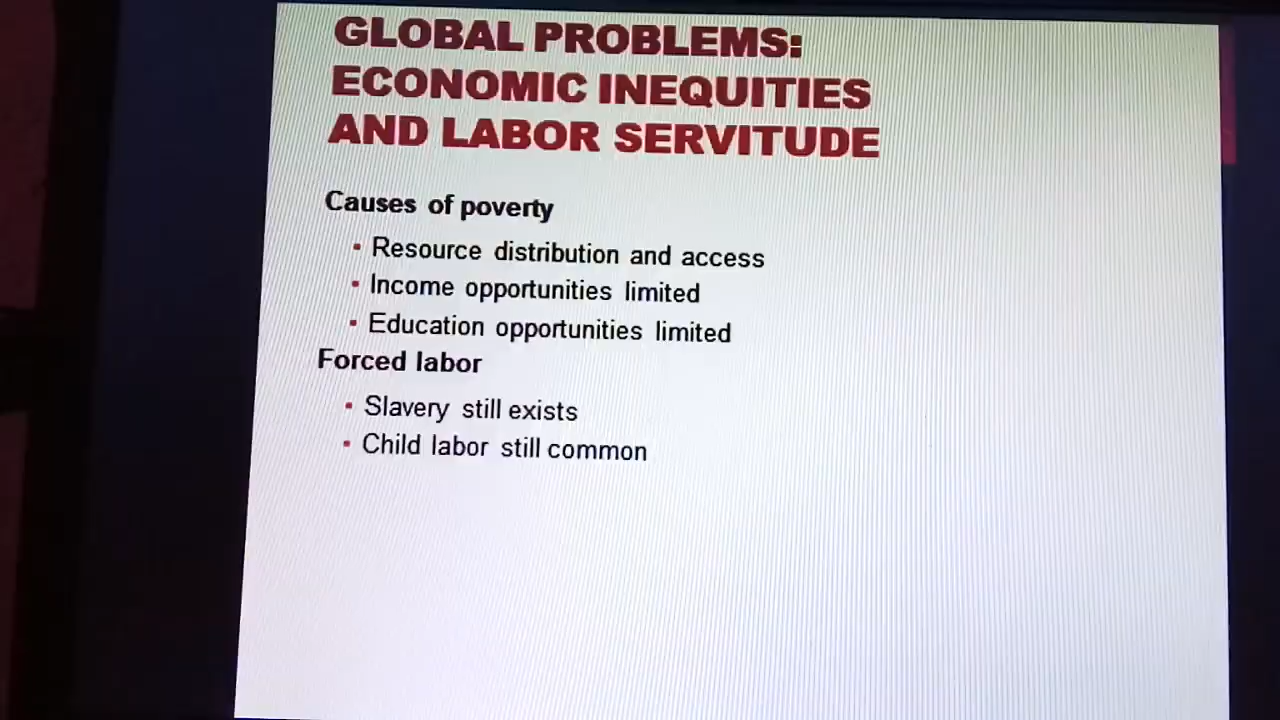 GLOBAL PROBLEMS:
ECONOMIC INEQUITIES
AND LABOR SERVITUDE
Causes of poverty
▪ Resource distribution and access
▪ Income opportunities limited
▪ Education opportunities limited
Forced labor
▪ Slavery still exists
▪ Child labor still common